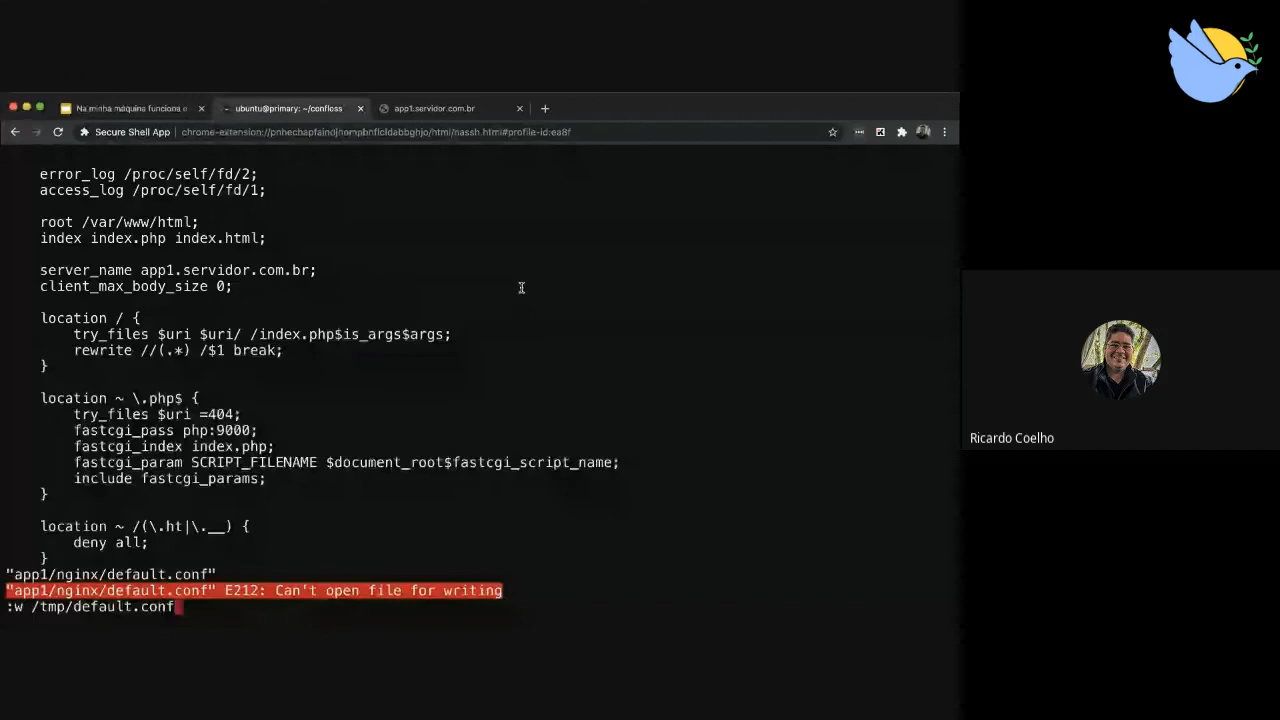 Na minha máquina funciona e
ubuntu@primary: ~/confloss
app1.servidor.com.br
Secure Shell App
error_log /proc/self/fd/2;
access_log /proc/self/fd/1;
root /var/www/html;
index index.php index.html;
server_name app1.servidor.com.br;
client_max_body_size 0;
location / {
try_files $uri $uri/ /index.php$is_args$args;
rewrite //(.*) /$1 break;
}
location ~ \.php$ {
try_files $uri =404;
fastcgi_pass php:9000;
fastcgi_index index.php;
fastcgi_param SCRIPT_FILENAME $document_root$fastcgi_script_name;
include fastcgi_params;
}
location ~ /(\.ht|\.__) {
deny all;
}
"app1/nginx/default.conf"
"app1/nginx/default.conf" E212: Can't open file for writing
:w /tmp/default.conf
Ricardo Coelho